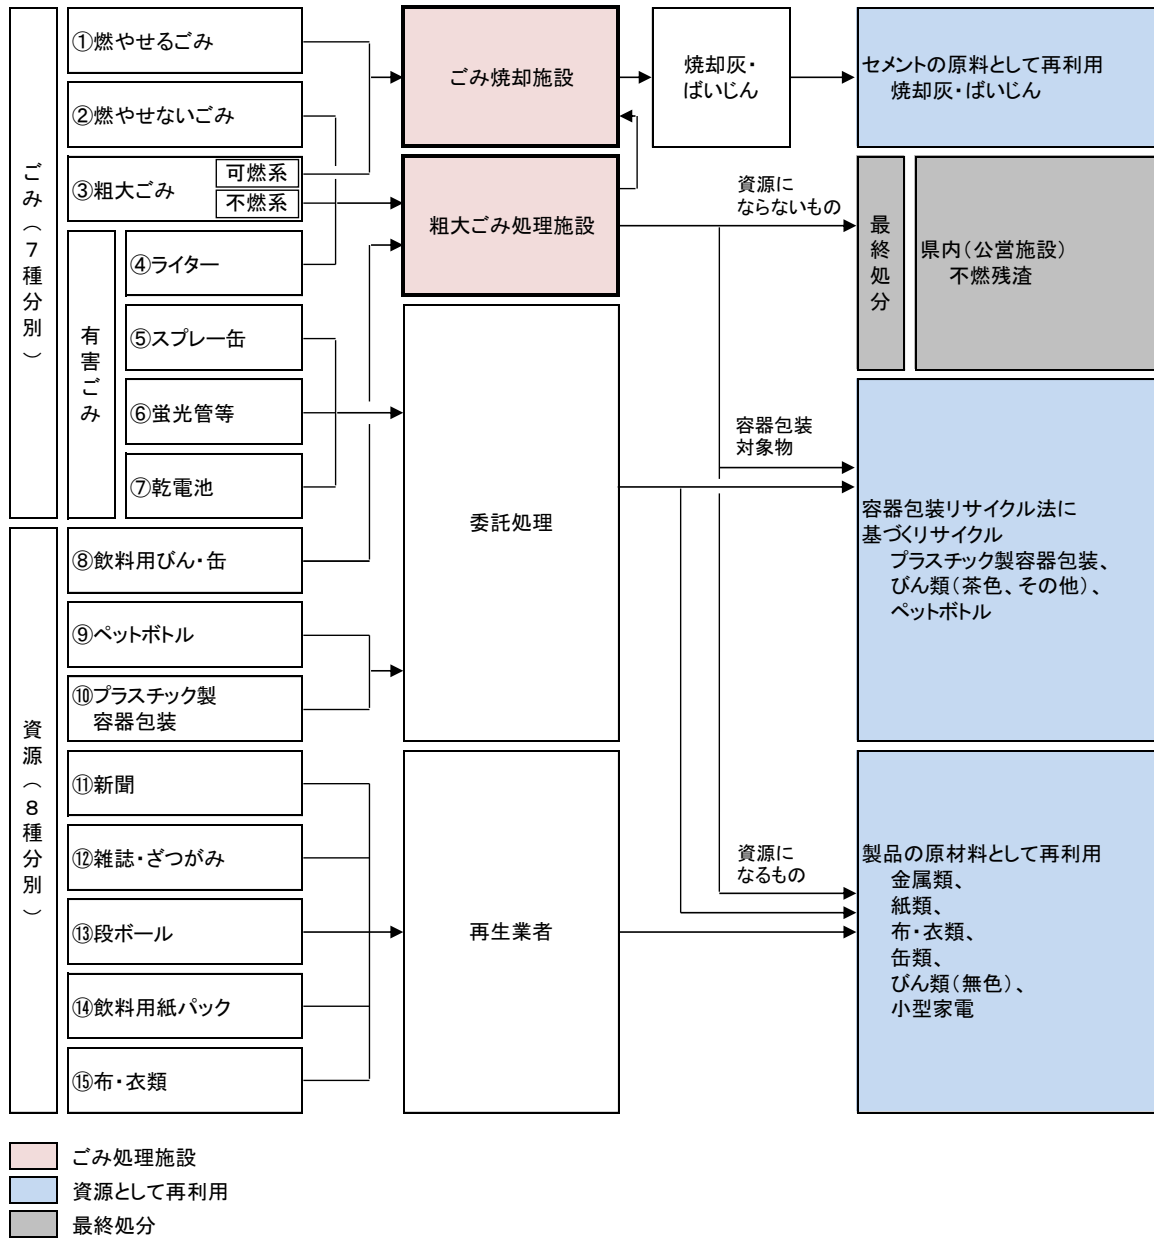 ごみ（７種分別）
①燃やせるごみ
②燃やせないごみ
③粗大ごみ
可燃系
不燃系
有害ごみ
④ライター
⑤スプレー缶
⑥蛍光管等
⑦乾電池
資源（８種分別）
⑧飲料用びん・缶
⑨ペットボトル
⑩プラスチック製
容器包装
⑪新聞
⑫雑誌・ざつがみ
⑬段ボール
⑭飲料用紙パック
⑮布・衣類
ごみ焼却施設
粗大ごみ処理施設
委託処理
再生業者
焼却灰・
ばいじん
資源に
ならないもの
容器包装
対象物
資源に
なるもの
セメントの原料として再利用
焼却灰・ばいじん
最終処分
県内（公営施設）
不燃残渣
容器包装リサイクル法に
基づくリサイクル
プラスチック製容器包装、
びん類（茶色、その他）、
ペットボトル
製品の原材料として再利用
金属類、
紙類、
布・衣類、
缶類、
びん類（無色）、
小型家電
ごみ処理施設
資源として再利用
最終処分